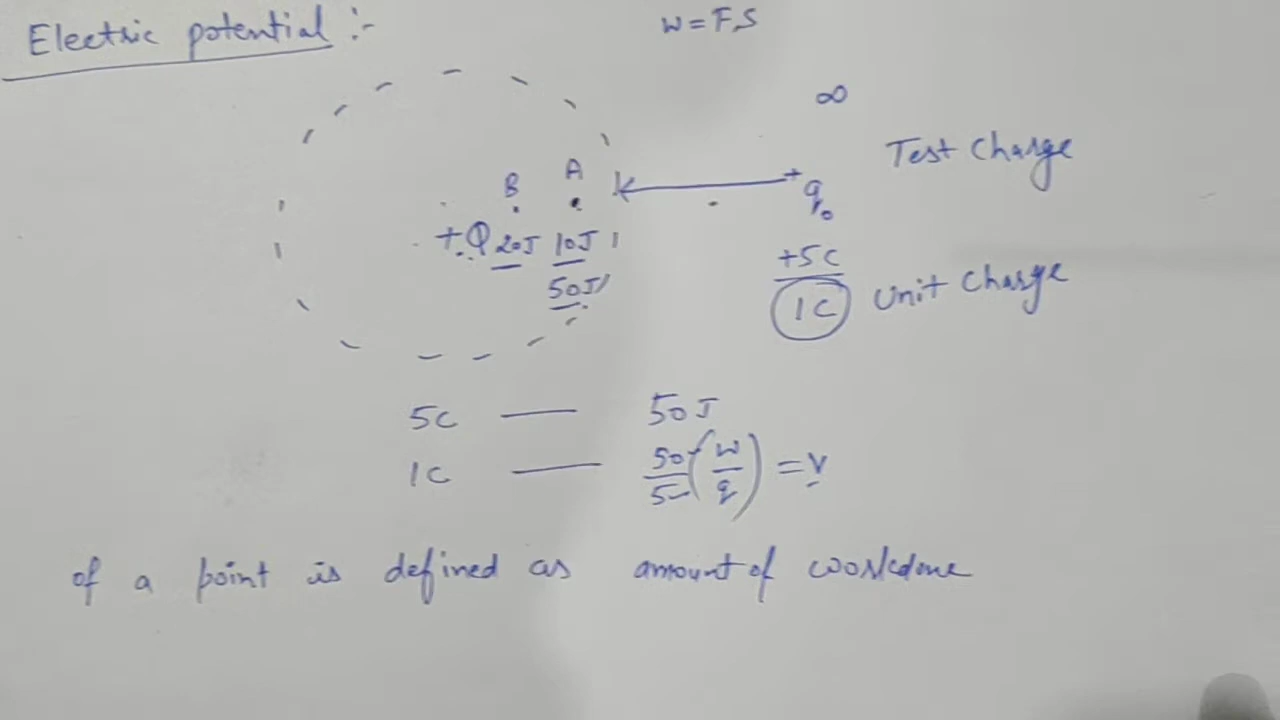 Electric potential :-
W = F.S
∞
Test charge
A
B
+ q₀
+Q 20J 10J
50J
+5C
1C Unit charge
5C — 50J
1C — 50/5 (W/q) = V
of a point is defined as amount of workdone